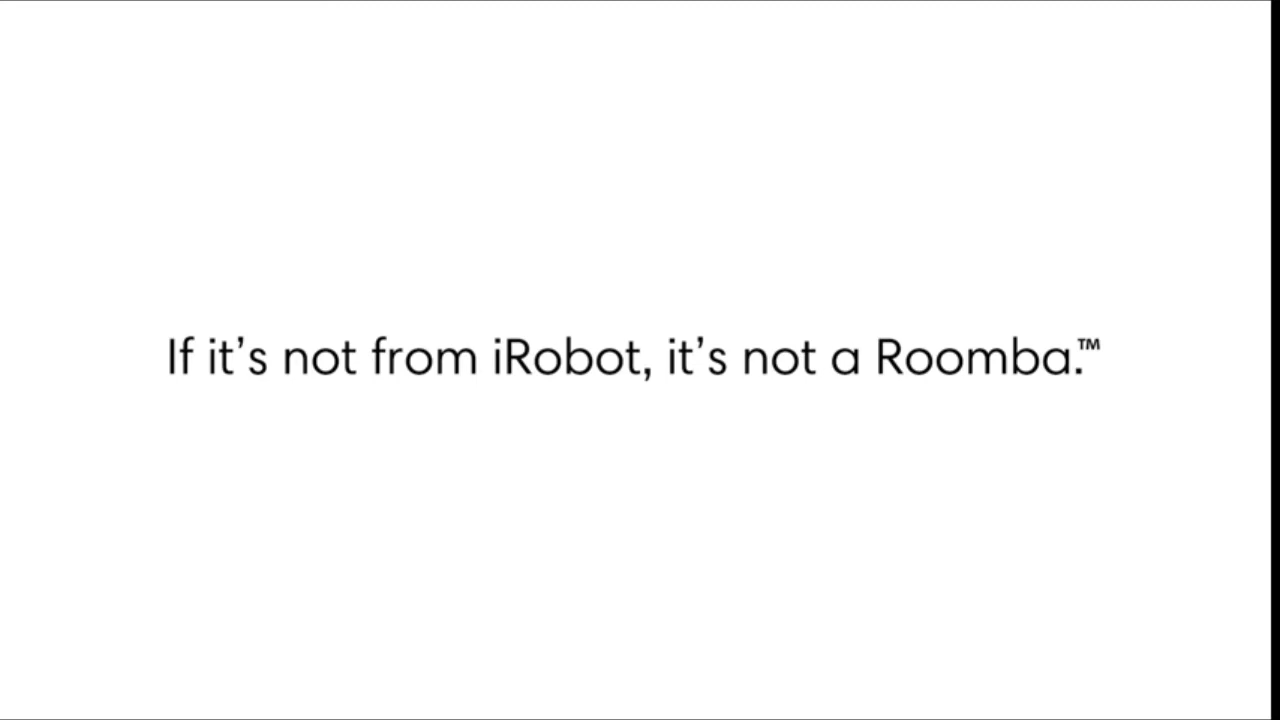 If it’s not from iRobot, it’s not a Roomba.™